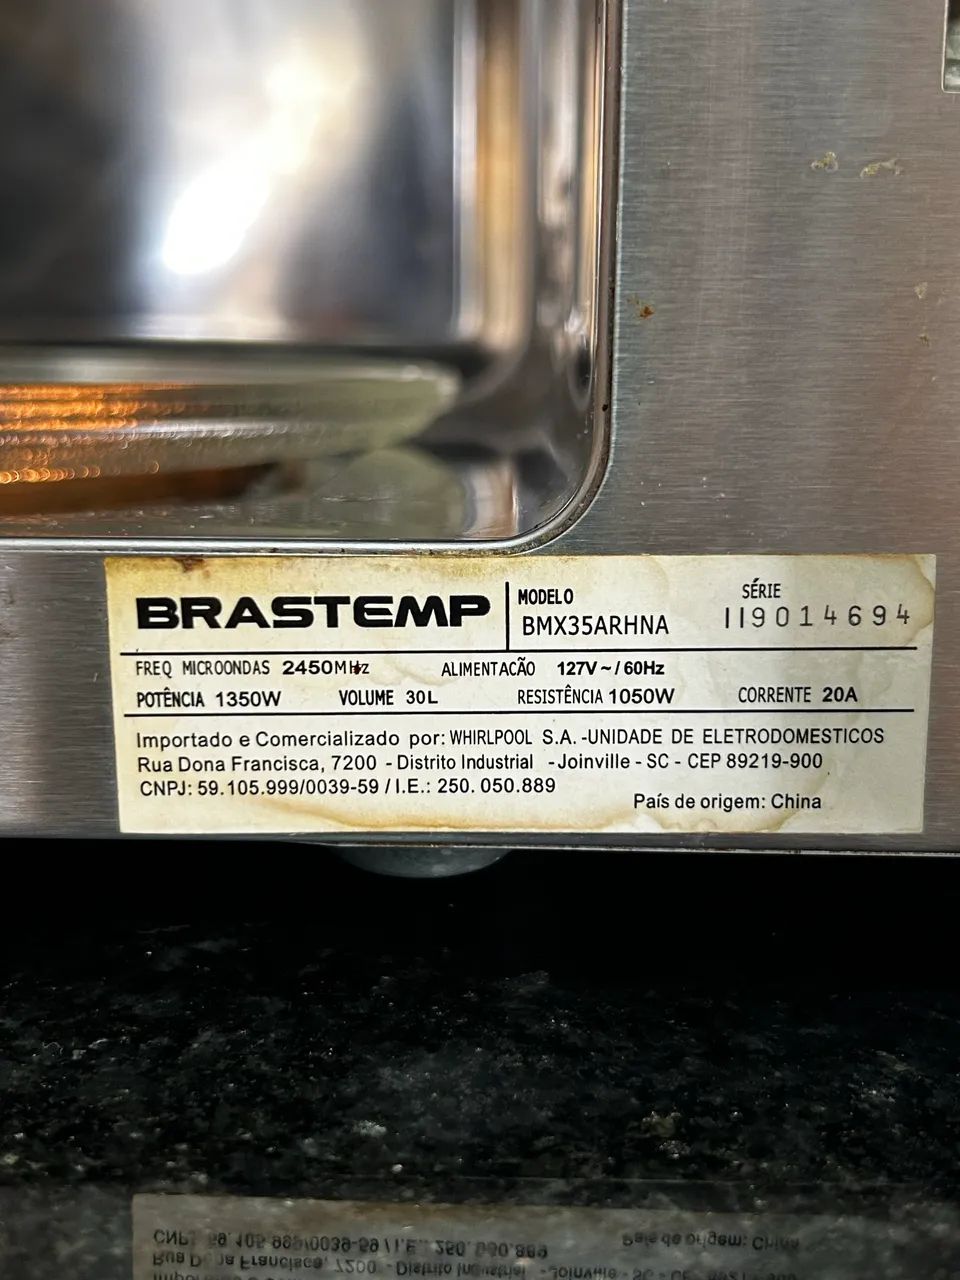 BRASTEMP
MODELO
BMX35ARHNA
SÉRIE
119014694
FREQ MICROONDAS 2450MHz ALIMENTACÃO 127V~/60Hz
POTÊNCIA 1350W VOLUME 30L RESISTÊNCIA 1050W CORRENTE 20A
Importado e Comercializado por: WHIRLPOOL S.A. -UNIDADE DE ELETRODOMESTICOS
Rua Dona Francisca, 7200 - Distrito Industrial - Joinville - SC - CEP 89219-900
CNPJ: 59.105.999/0039-59 / I.E.: 250. 050.889
País de origem: China